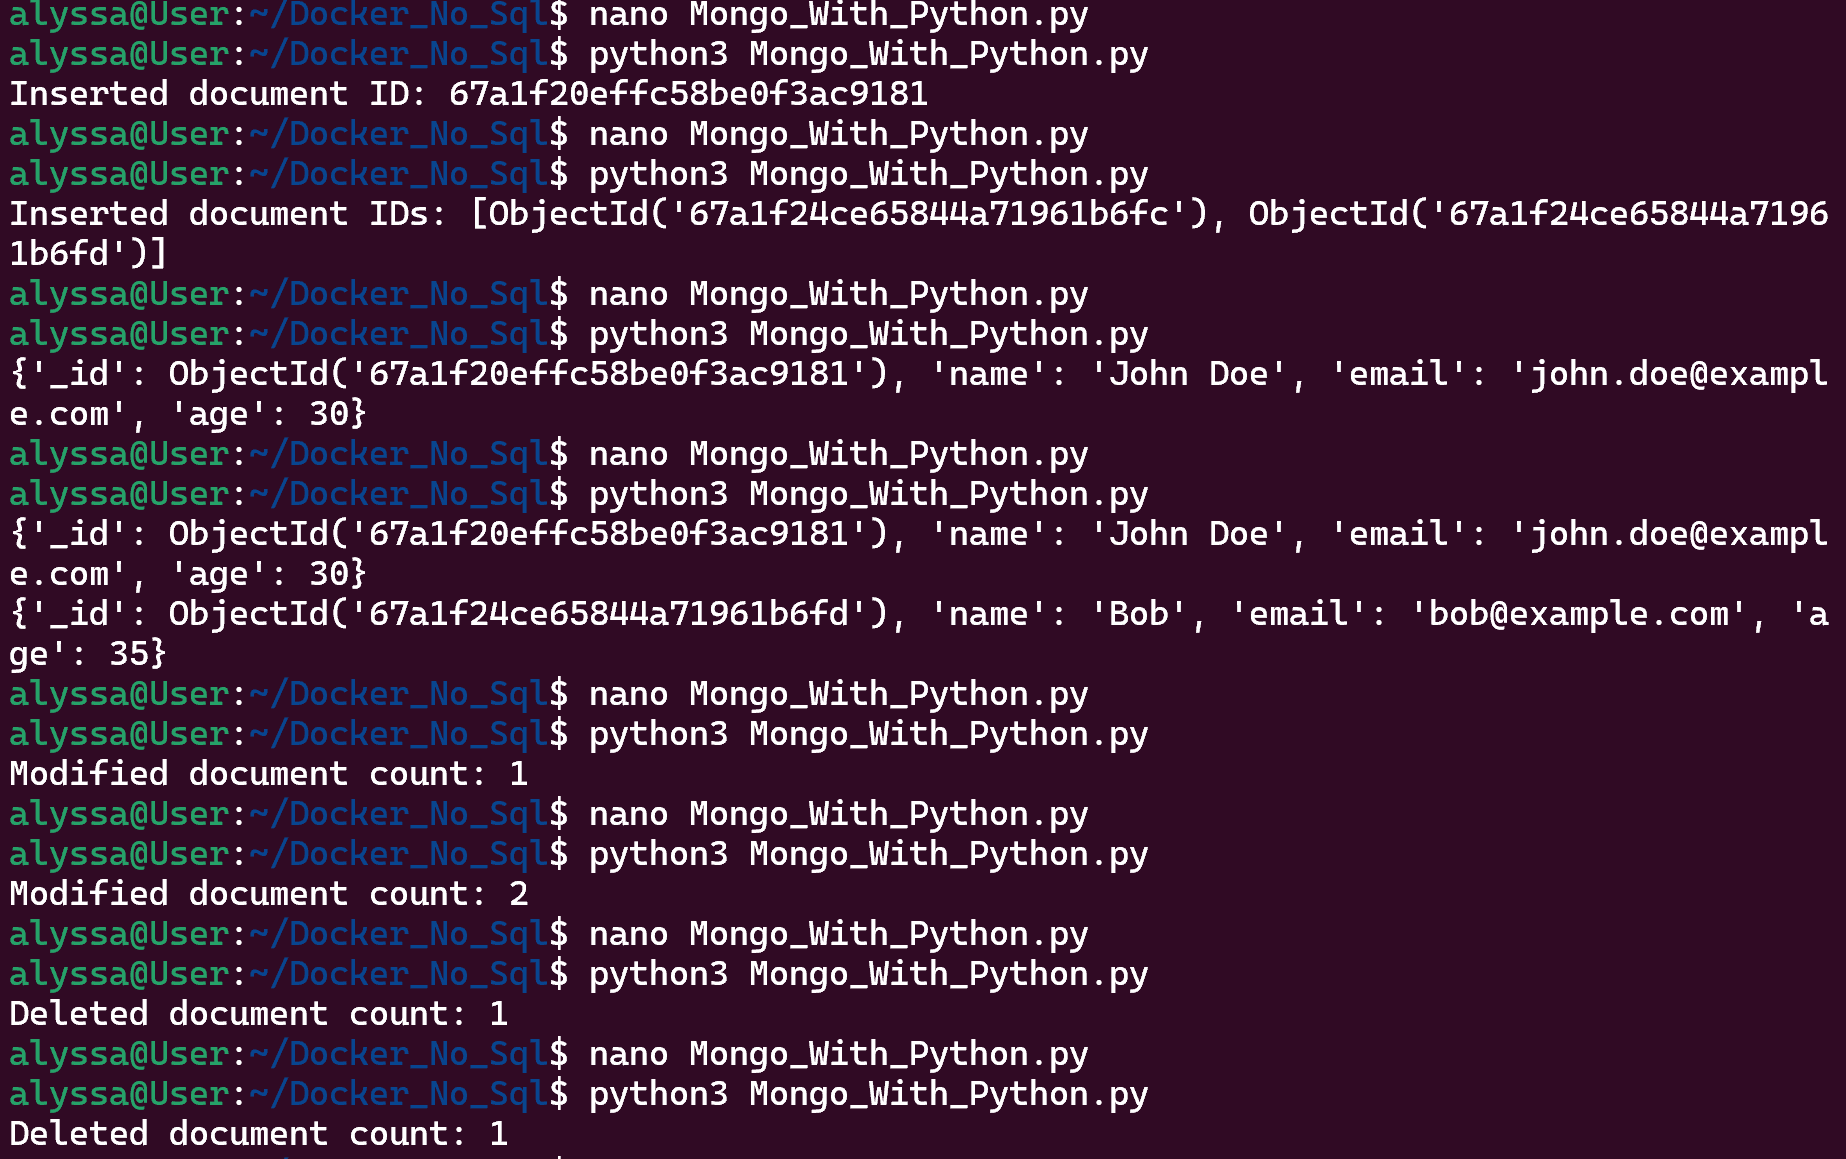 alyssa@User:~/Docker_No_Sql$ nano Mongo_With_Python.py
alyssa@User:~/Docker_No_Sql$ python3 Mongo_With_Python.py
Inserted document ID: 67a1f20effc58be0f3ac9181
alyssa@User:~/Docker_No_Sql$ nano Mongo_With_Python.py
alyssa@User:~/Docker_No_Sql$ python3 Mongo_With_Python.py
Inserted document IDs: [ObjectId('67a1f24ce65844a71961b6fc'), ObjectId('67a1f24ce65844a7196
1b6fd')]
alyssa@User:~/Docker_No_Sql$ nano Mongo_With_Python.py
alyssa@User:~/Docker_No_Sql$ python3 Mongo_With_Python.py
{'_id': ObjectId('67a1f20effc58be0f3ac9181'), 'name': 'John Doe', 'email': 'john.doe@exampl
e.com', 'age': 30}
alyssa@User:~/Docker_No_Sql$ nano Mongo_With_Python.py
alyssa@User:~/Docker_No_Sql$ python3 Mongo_With_Python.py
{'_id': ObjectId('67a1f20effc58be0f3ac9181'), 'name': 'John Doe', 'email': 'john.doe@exampl
e.com', 'age': 30}
{'_id': ObjectId('67a1f24ce65844a71961b6fd'), 'name': 'Bob', 'email': 'bob@example.com', 'a
ge': 35}
alyssa@User:~/Docker_No_Sql$ nano Mongo_With_Python.py
alyssa@User:~/Docker_No_Sql$ python3 Mongo_With_Python.py
Modified document count: 1
alyssa@User:~/Docker_No_Sql$ nano Mongo_With_Python.py
alyssa@User:~/Docker_No_Sql$ python3 Mongo_With_Python.py
Modified document count: 2
alyssa@User:~/Docker_No_Sql$ nano Mongo_With_Python.py
alyssa@User:~/Docker_No_Sql$ python3 Mongo_With_Python.py
Deleted document count: 1
alyssa@User:~/Docker_No_Sql$ nano Mongo_With_Python.py
alyssa@User:~/Docker_No_Sql$ python3 Mongo_With_Python.py
Deleted document count: 1